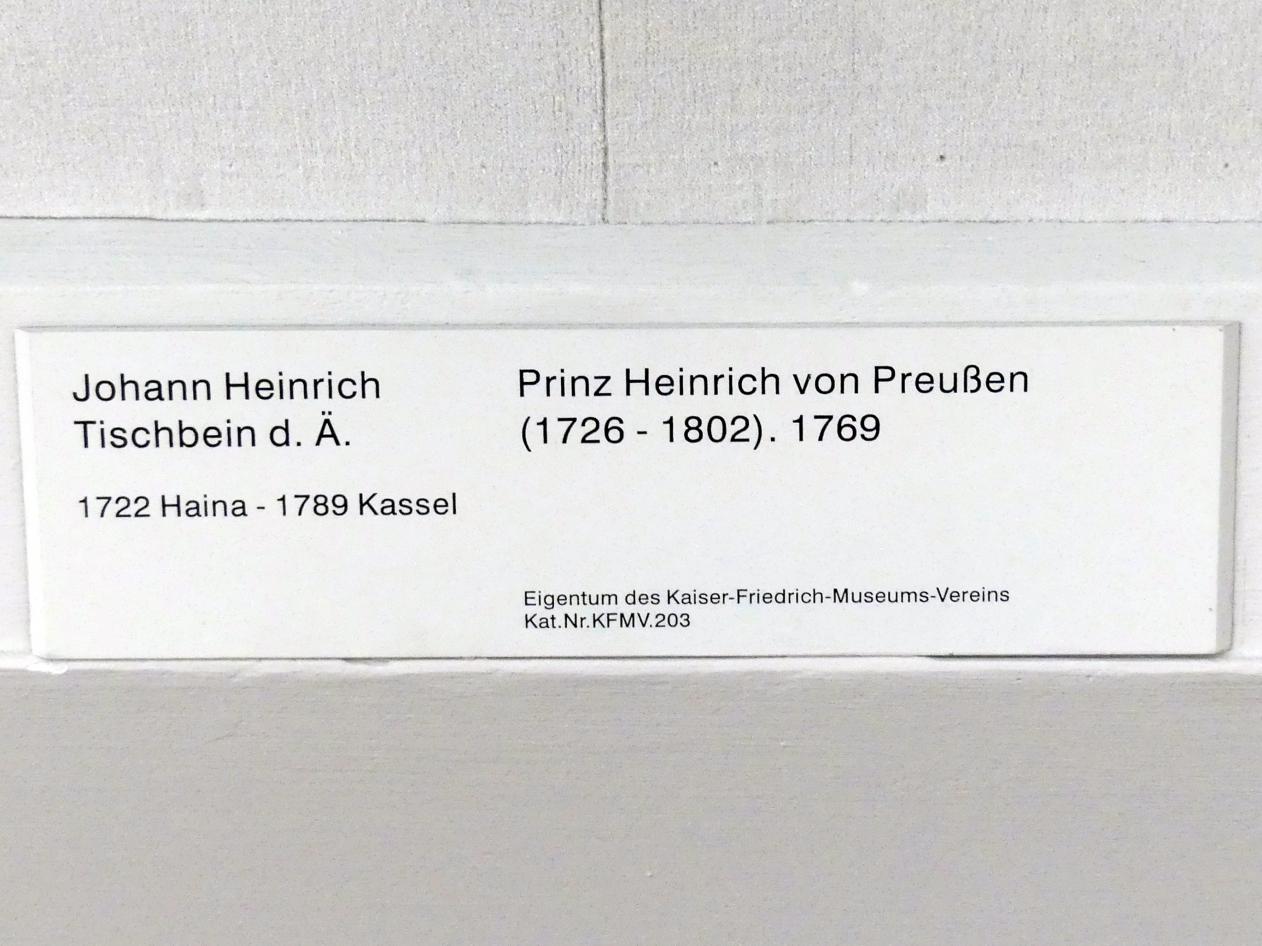 Johann Heinrich
Tischbein d. Ä.
1722 Haina - 1789 Kassel
Prinz Heinrich von Preußen
(1726 - 1802). 1769
Eigentum des Kaiser-Friedrich-Museums-Vereins
Kat.Nr.KFMV.203